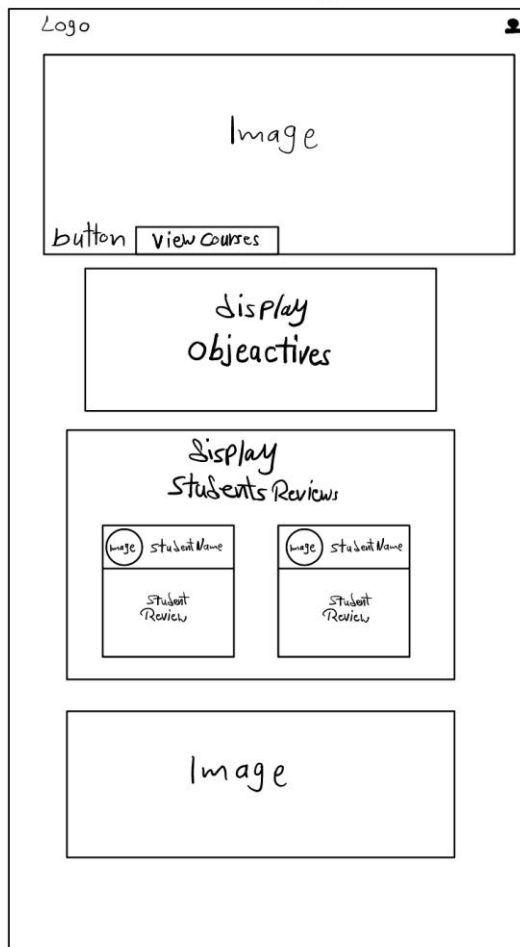 Logo
Image
button View Courses
display
Objeactives
display
Students Reviews
Image Student Name
Student
Review
Image Student Name
Student
Review
Image